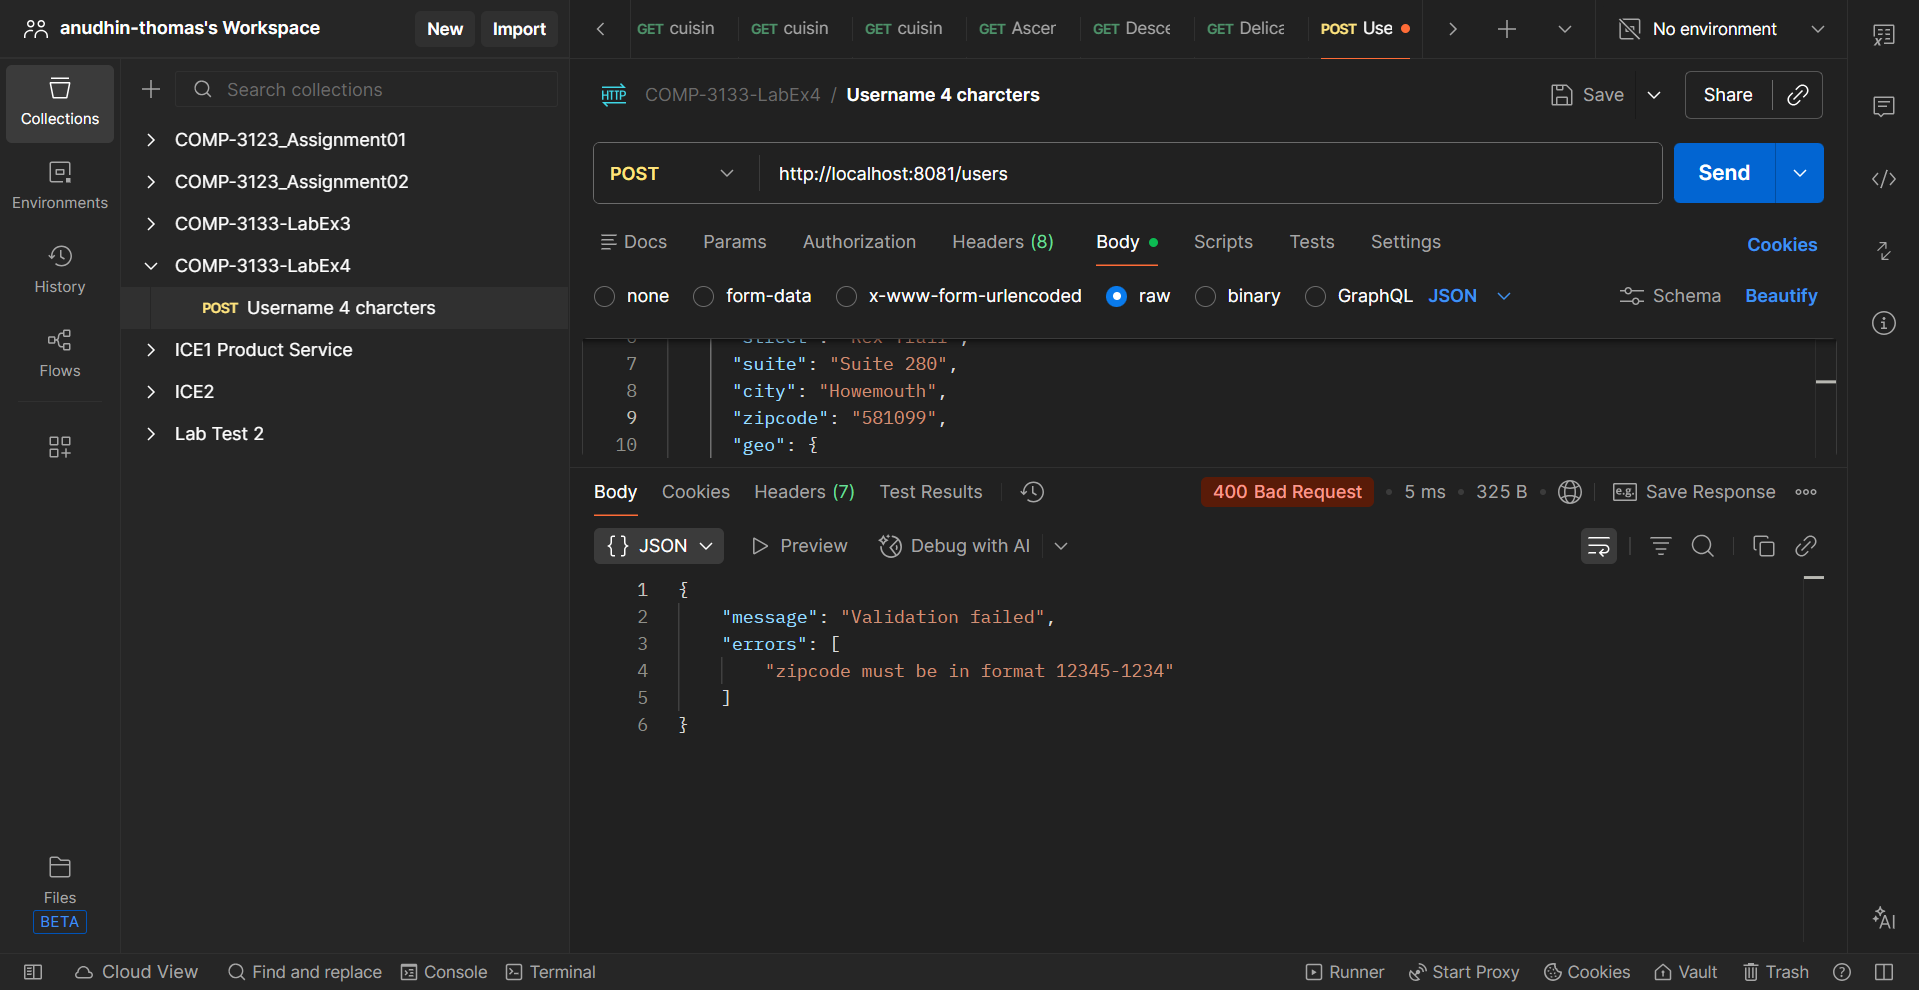 anudhin-thomas's Workspace
New
Import
GET cuisin
GET cuisin
GET cuisin
GET Ascer
GET Desce
GET Delica
POST Use
No environment
Collections
Environments
History
Flows
Files
BETA
Search collections
COMP-3123_Assignment01
COMP-3123_Assignment02
COMP-3133-LabEx3
COMP-3133-LabEx4
POST Username 4 charcters
ICE1 Product Service
ICE2
Lab Test 2
HTTP COMP-3133-LabEx4 / Username 4 charcters
Save
Share
POST http://localhost:8081/users
Send
Docs Params Authorization Headers (8) Body Scripts Tests Settings
Cookies
none form-data x-www-form-urlencoded raw binary GraphQL JSON
Schema Beautify
7 "suite": "Suite 280",
8 "city": "Howemouth",
9 "zipcode": "581099",
10 "geo": {
Body Cookies Headers (7) Test Results
400 Bad Request • 5 ms • 325 B •
e.g. Save Response
{} JSON Preview Debug with AI
1 {
2 "message": "Validation failed",
3 "errors": [
4 "zipcode must be in format 12345-1234"
5 ]
6 }
AI
Cloud View Find and replace Console Terminal
Runner Start Proxy Cookies Vault Trash